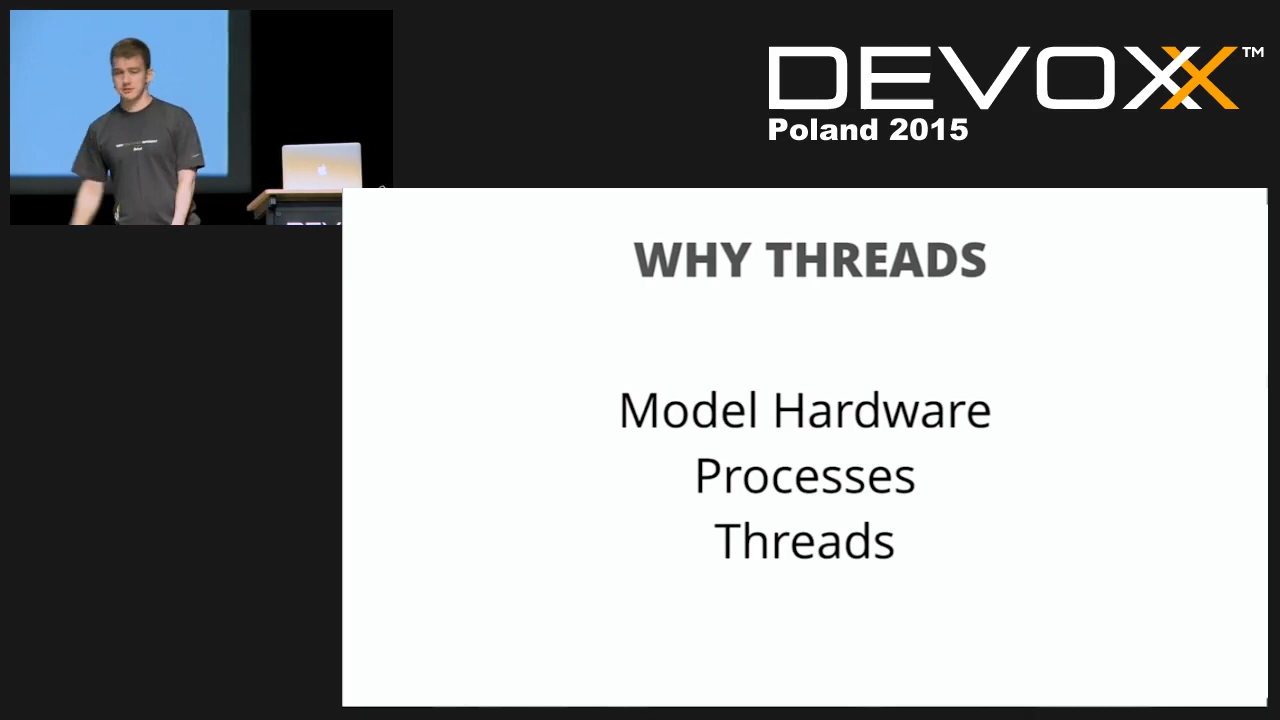 DEVOXX™
Poland 2015
WHY THREADS
Model Hardware
Processes
Threads